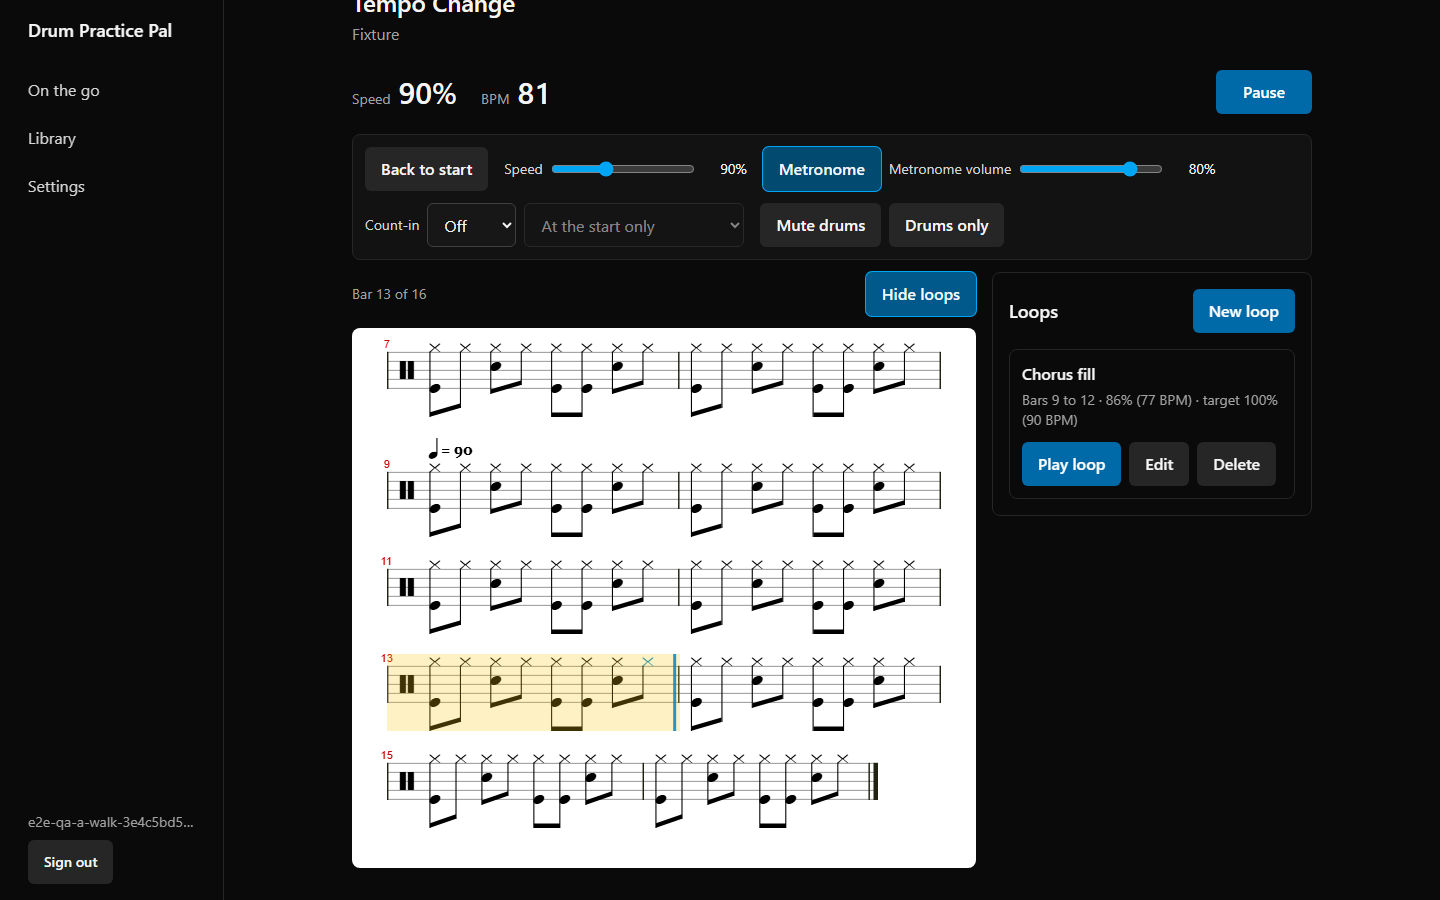 Drum Practice Pal
On the go
Library
Settings
e2e-qa-a-walk-3e4c5bd5...
Sign out
Tempo Change
Fixture
Speed 90% BPM 81
Pause
Back to start Speed 90% Metronome Metronome volume 80%
Count-in Off At the start only Mute drums Drums only
Bar 13 of 16
Hide loops
7
= 90
9
11
13
15
Loops
New loop
Chorus fill
Bars 9 to 12 · 86% (77 BPM) · target 100%
(90 BPM)
Play loop Edit Delete